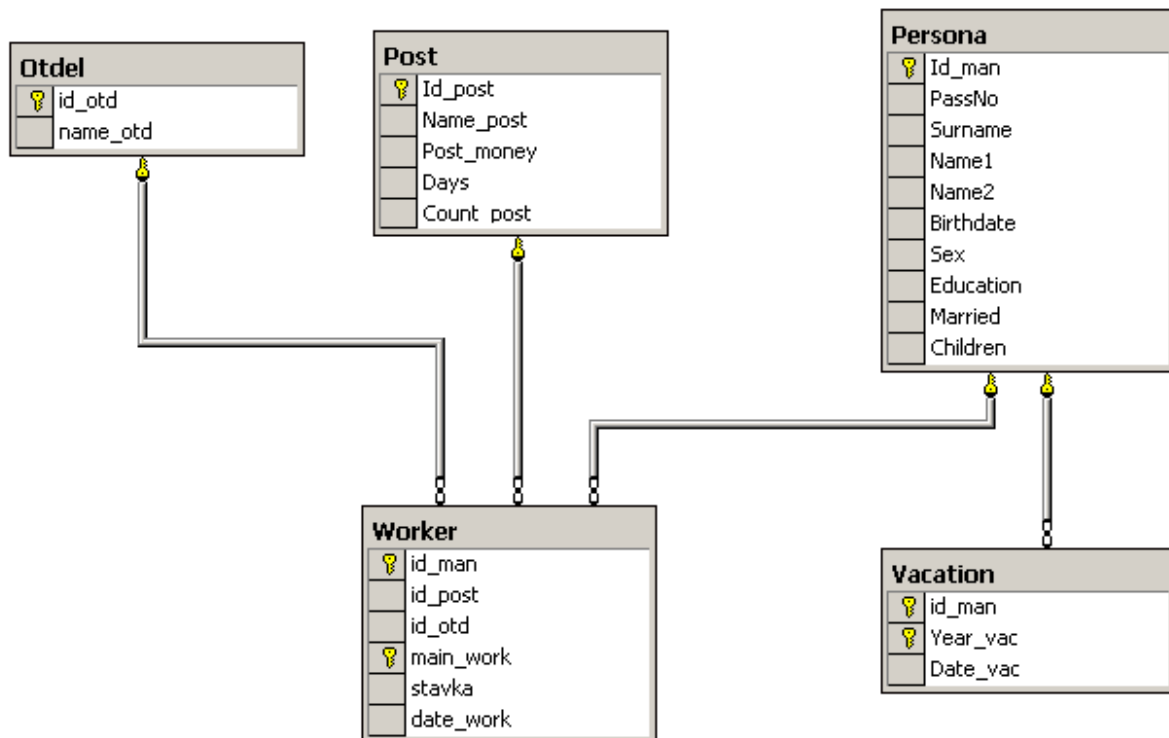 Otdel
id_otd
name_otd
Post
Id_post
Name_post
Post_money
Days
Count_post
Persona
Id_man
PassNo
Surname
Name1
Name2
Birthdate
Sex
Education
Married
Children
Worker
id_man
id_post
id_otd
main_work
stavka
date_work
Vacation
id_man
Year_vac
Date_vac